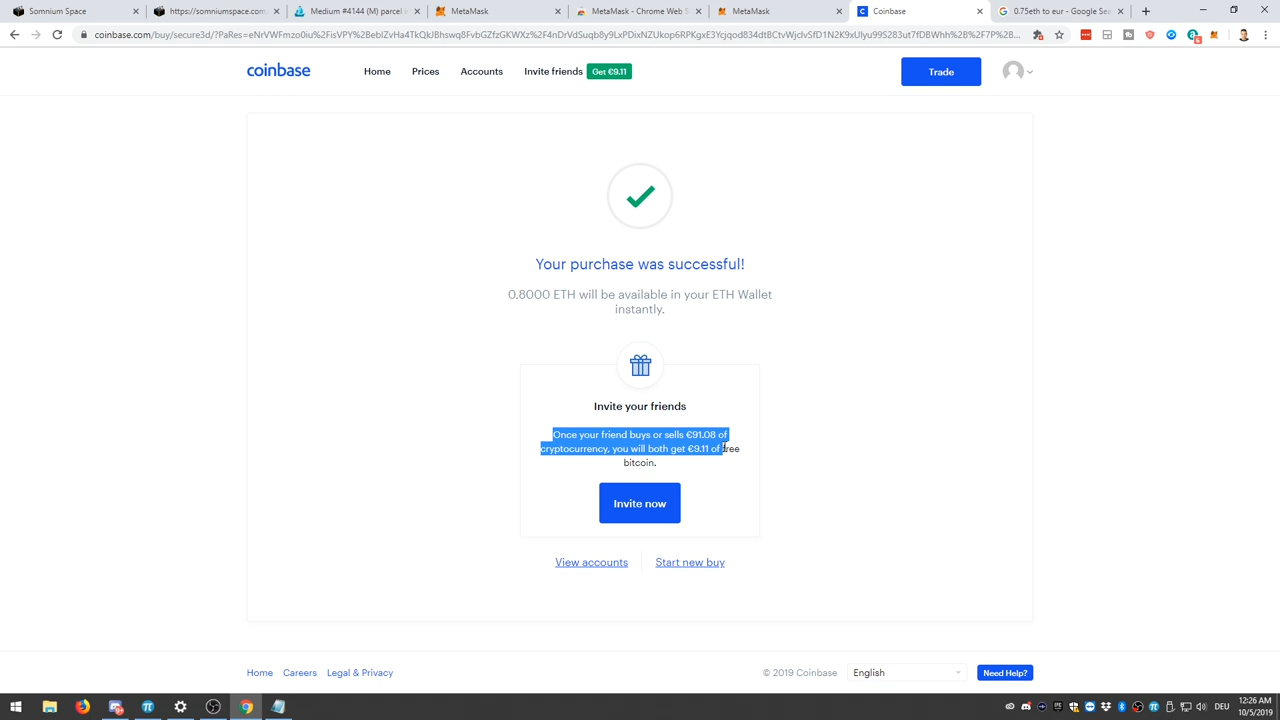 Somnium Space
https://somniumspace.com
Medium #4144 (M) parcel b
MetaMask
MetaMask - Chrome Web S
MetaMask
Coinbase
0.75eth to eur - Google Sea
coinbase
Home
Prices
Accounts
Invite friends
Get €9.11
Trade
Your purchase was successful!
0.8000 ETH will be available in your ETH Wallet
instantly.
Invite your friends
Once your friend buys or sells €91.08 of
cryptocurrency, you will both get €9.11 of free
bitcoin.
Invite now
View accounts
Start new buy
Home
Careers
Legal & Privacy
© 2019 Coinbase
English
Need Help?
DEU
12:26 AM
10/5/2019